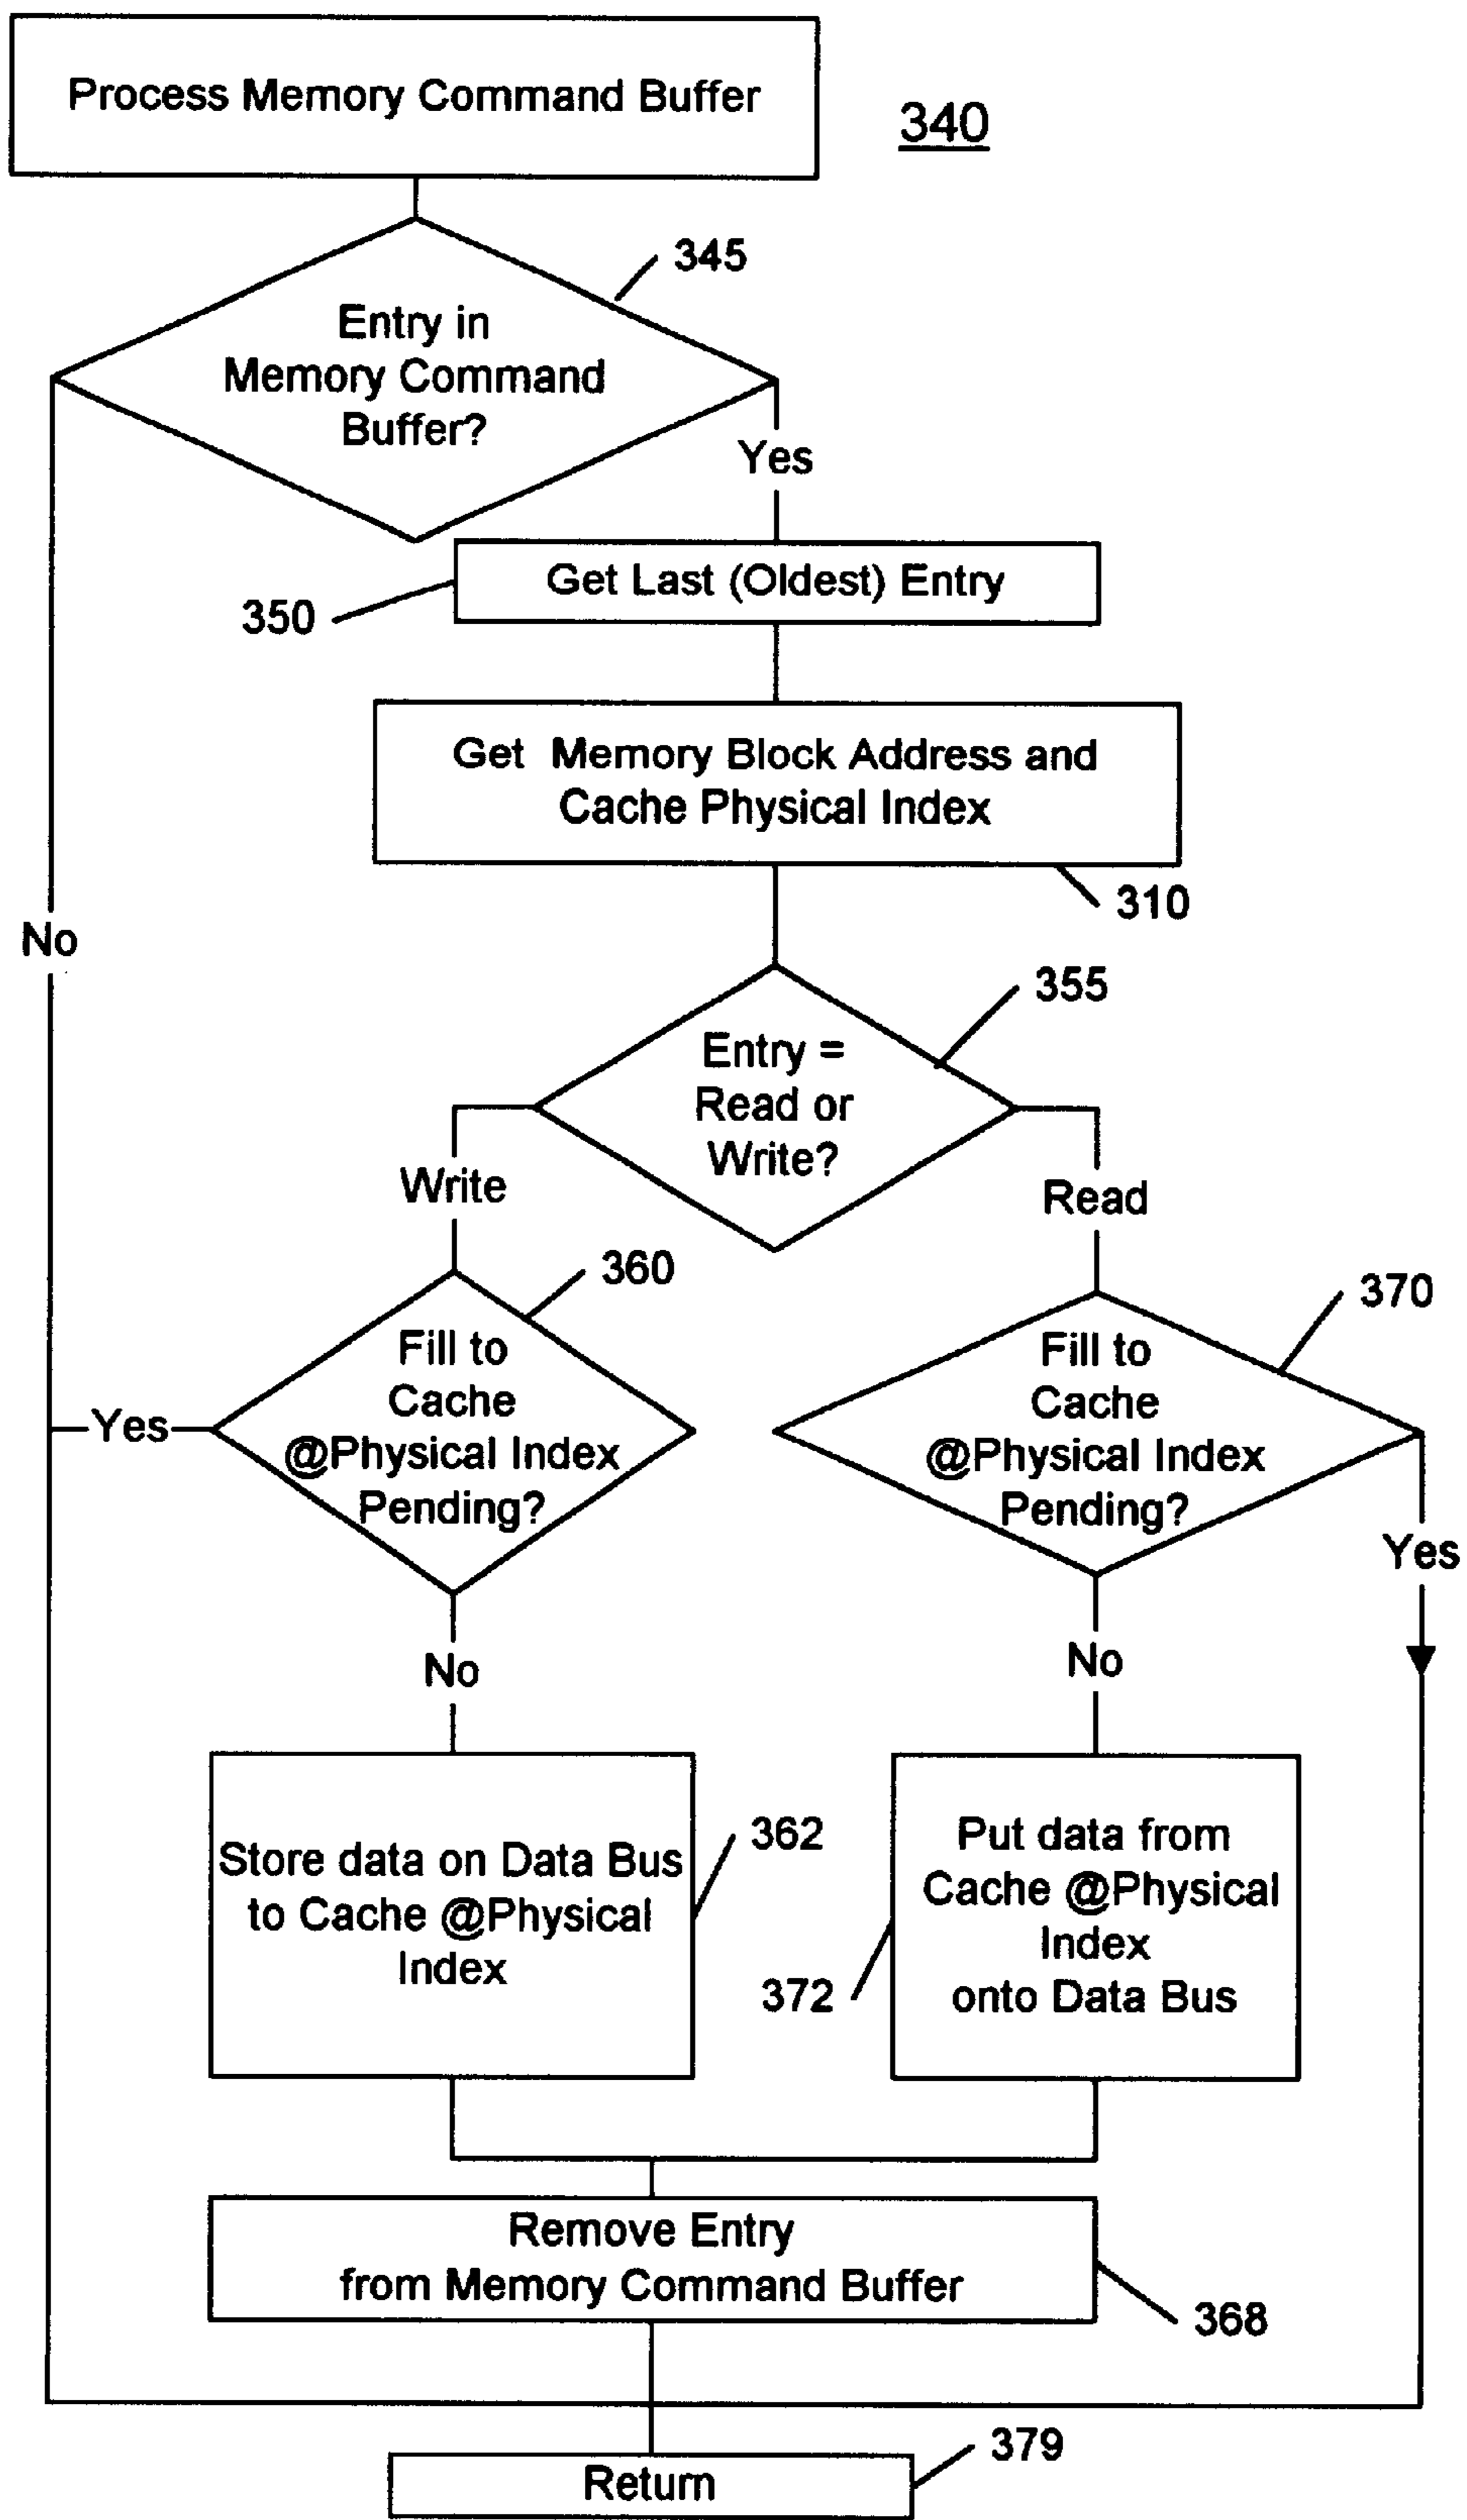 Process Memory Command Buffer
340
345
Entry in
Memory Command
Buffer?
Yes
Get Last (Oldest) Entry
350
Get Memory Block Address and
Cache Physical Index
310
No
355
Entry =
Read or
Write?
Write
Read
360
370
Fill to
Cache
@Physical Index
Pending?
Yes
Fill to
Cache
@Physical Index
Pending?
Yes
No
No
Store data on Data Bus
to Cache @Physical
Index
362
Put data from
Cache @Physical
Index
onto Data Bus
372
Remove Entry
from Memory Command Buffer
368
379
Return